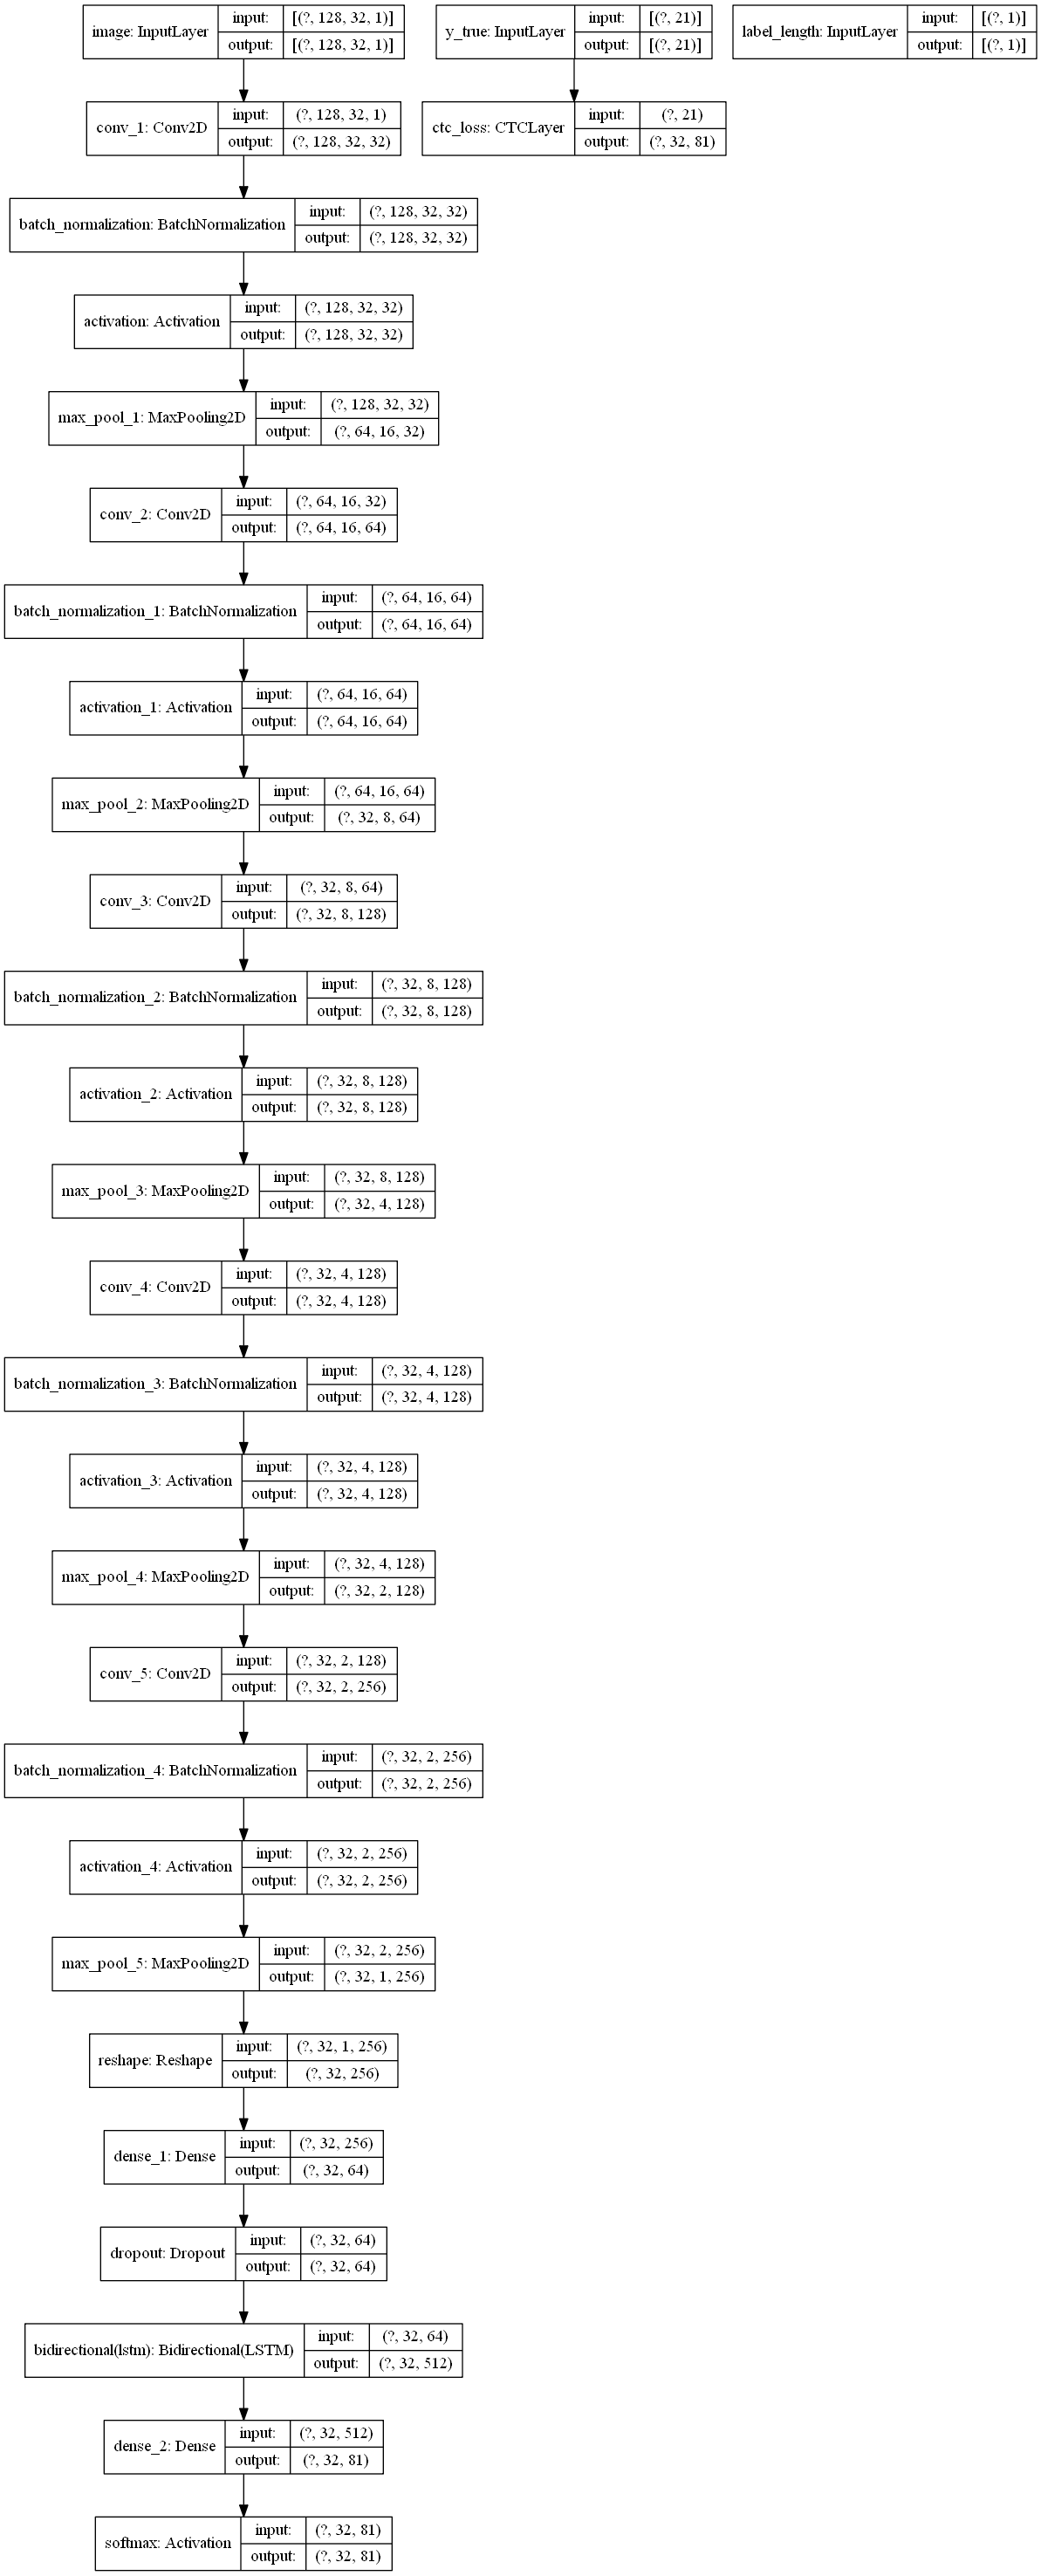 image: InputLayer input: [(?, 128, 32, 1)] output: [(?, 128, 32, 1)]
y_true: InputLayer input: [(?, 21)] output: [(?, 21)]
label_length: InputLayer input: [(?, 1)] output: [(?, 1)]
conv_1: Conv2D input: (?, 128, 32, 1) output: (?, 128, 32, 32)
ctc_loss: CTCLayer input: (?, 21) output: (?, 32, 81)
batch_normalization: BatchNormalization input: (?, 128, 32, 32) output: (?, 128, 32, 32)
activation: Activation input: (?, 128, 32, 32) output: (?, 128, 32, 32)
max_pool_1: MaxPooling2D input: (?, 128, 32, 32) output: (?, 64, 16, 32)
conv_2: Conv2D input: (?, 64, 16, 32) output: (?, 64, 16, 64)
batch_normalization_1: BatchNormalization input: (?, 64, 16, 64) output: (?, 64, 16, 64)
activation_1: Activation input: (?, 64, 16, 64) output: (?, 64, 16, 64)
max_pool_2: MaxPooling2D input: (?, 64, 16, 64) output: (?, 32, 8, 64)
conv_3: Conv2D input: (?, 32, 8, 64) output: (?, 32, 8, 128)
batch_normalization_2: BatchNormalization input: (?, 32, 8, 128) output: (?, 32, 8, 128)
activation_2: Activation input: (?, 32, 8, 128) output: (?, 32, 8, 128)
max_pool_3: MaxPooling2D input: (?, 32, 8, 128) output: (?, 32, 4, 128)
conv_4: Conv2D input: (?, 32, 4, 128) output: (?, 32, 4, 128)
batch_normalization_3: BatchNormalization input: (?, 32, 4, 128) output: (?, 32, 4, 128)
activation_3: Activation input: (?, 32, 4, 128) output: (?, 32, 4, 128)
max_pool_4: MaxPooling2D input: (?, 32, 4, 128) output: (?, 32, 2, 128)
conv_5: Conv2D input: (?, 32, 2, 128) output: (?, 32, 2, 256)
batch_normalization_4: BatchNormalization input: (?, 32, 2, 256) output: (?, 32, 2, 256)
activation_4: Activation input: (?, 32, 2, 256) output: (?, 32, 2, 256)
max_pool_5: MaxPooling2D input: (?, 32, 2, 256) output: (?, 32, 1, 256)
reshape: Reshape input: (?, 32, 1, 256) output: (?, 32, 256)
dense_1: Dense input: (?, 32, 256) output: (?, 32, 64)
dropout: Dropout input: (?, 32, 64) output: (?, 32, 64)
bidirectional(lstm): Bidirectional(LSTM) input: (?, 32, 64) output: (?, 32, 512)
dense_2: Dense input: (?, 32, 512) output: (?, 32, 81)
softmax: Activation input: (?, 32, 81) output: (?, 32, 81)